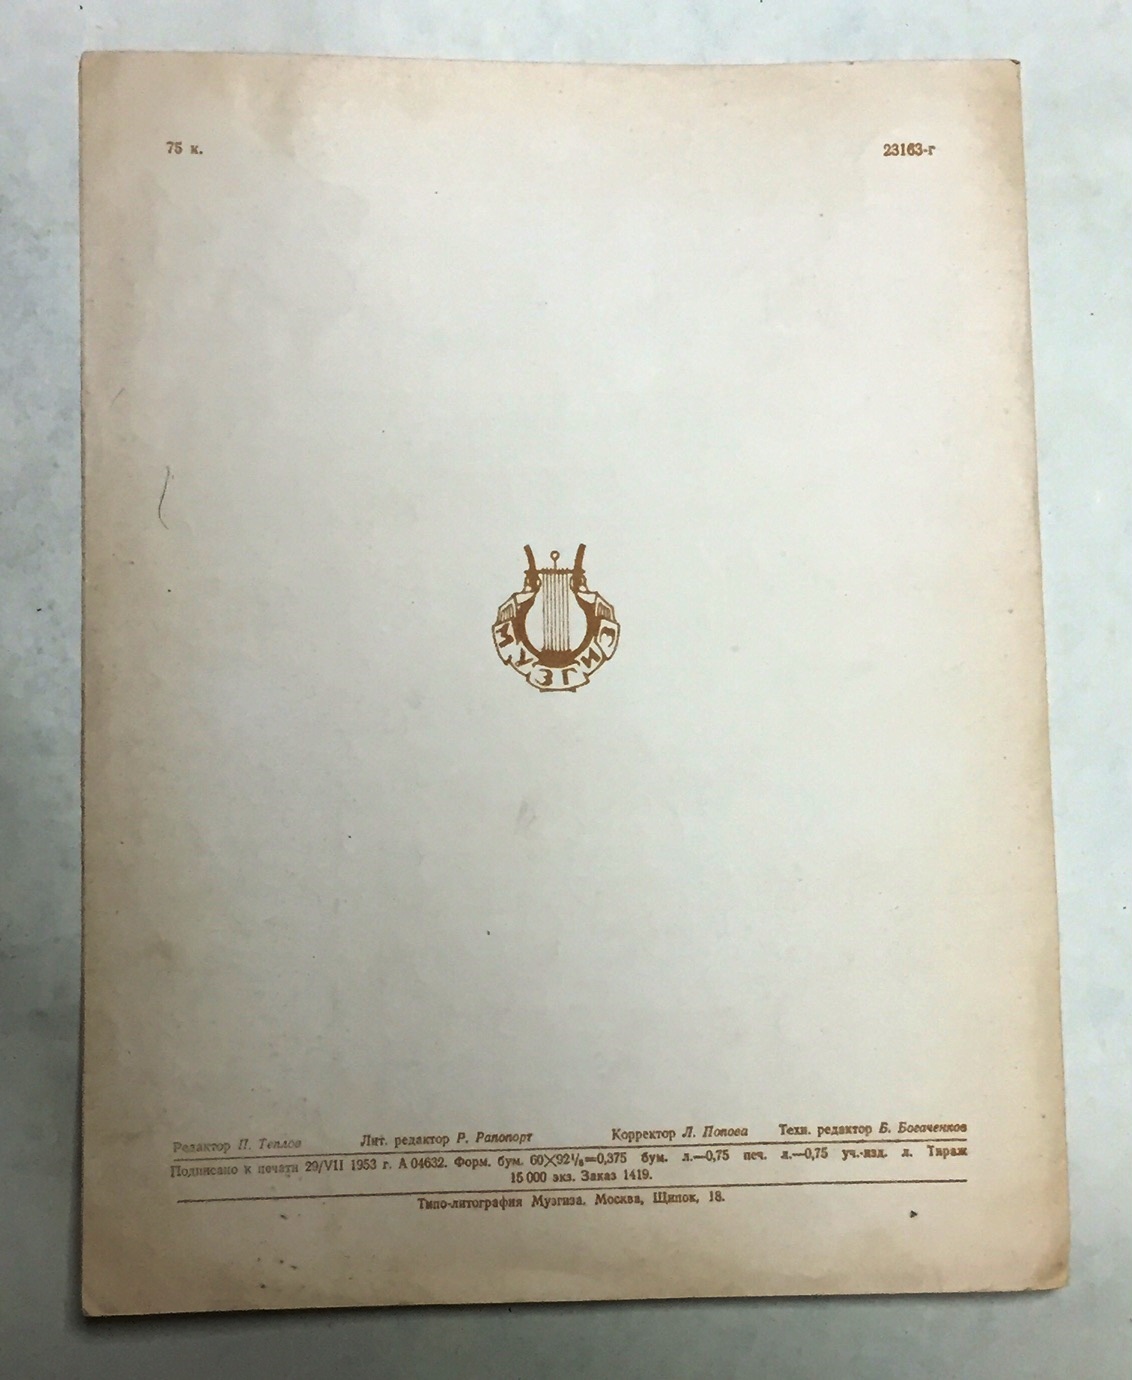 75 к.
23163-г
МУЗГИЗ
Редактор П. Теплов Лит. редактор Р. Рапопорт Корректор Л. Попова Техн. редактор Б. Богаченков
Подписано к печати 29/VII 1953 г. А 04632. Форм. бум. 60×92⅛=0,375 бум. л.—0,75 печ. л.—0,75 уч.-изд. л. Тираж
15 000 экз. Заказ 1419.
Типо-литография Музгиза. Москва, Щипок, 18.